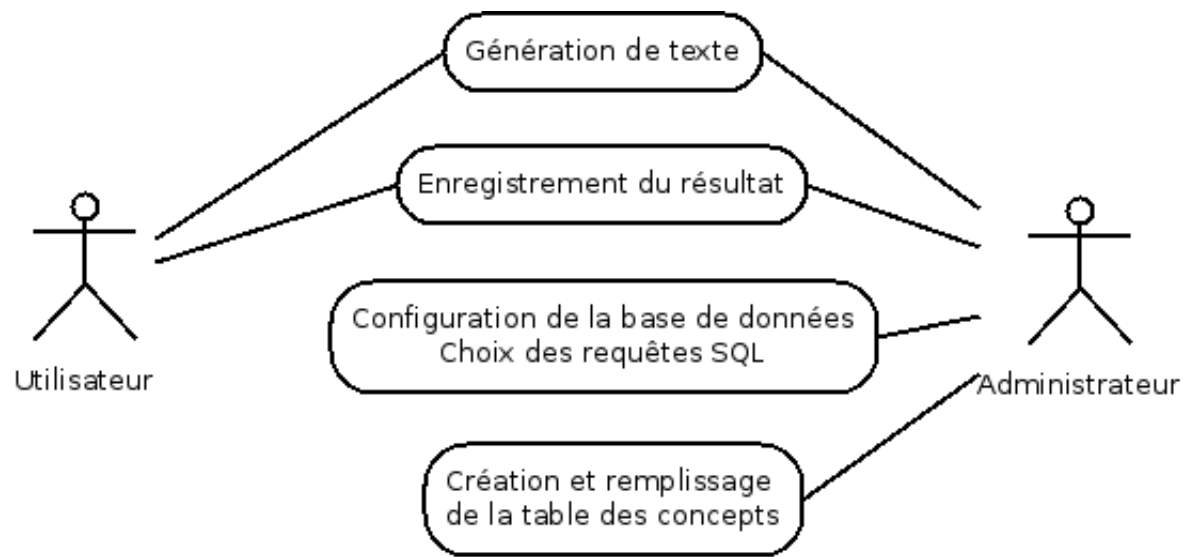 Génération de texte
Enregistrement du résultat
Configuration de la base de données
Choix des requêtes SQL
Utilisateur
Administrateur
Création et remplissage
de la table des concepts